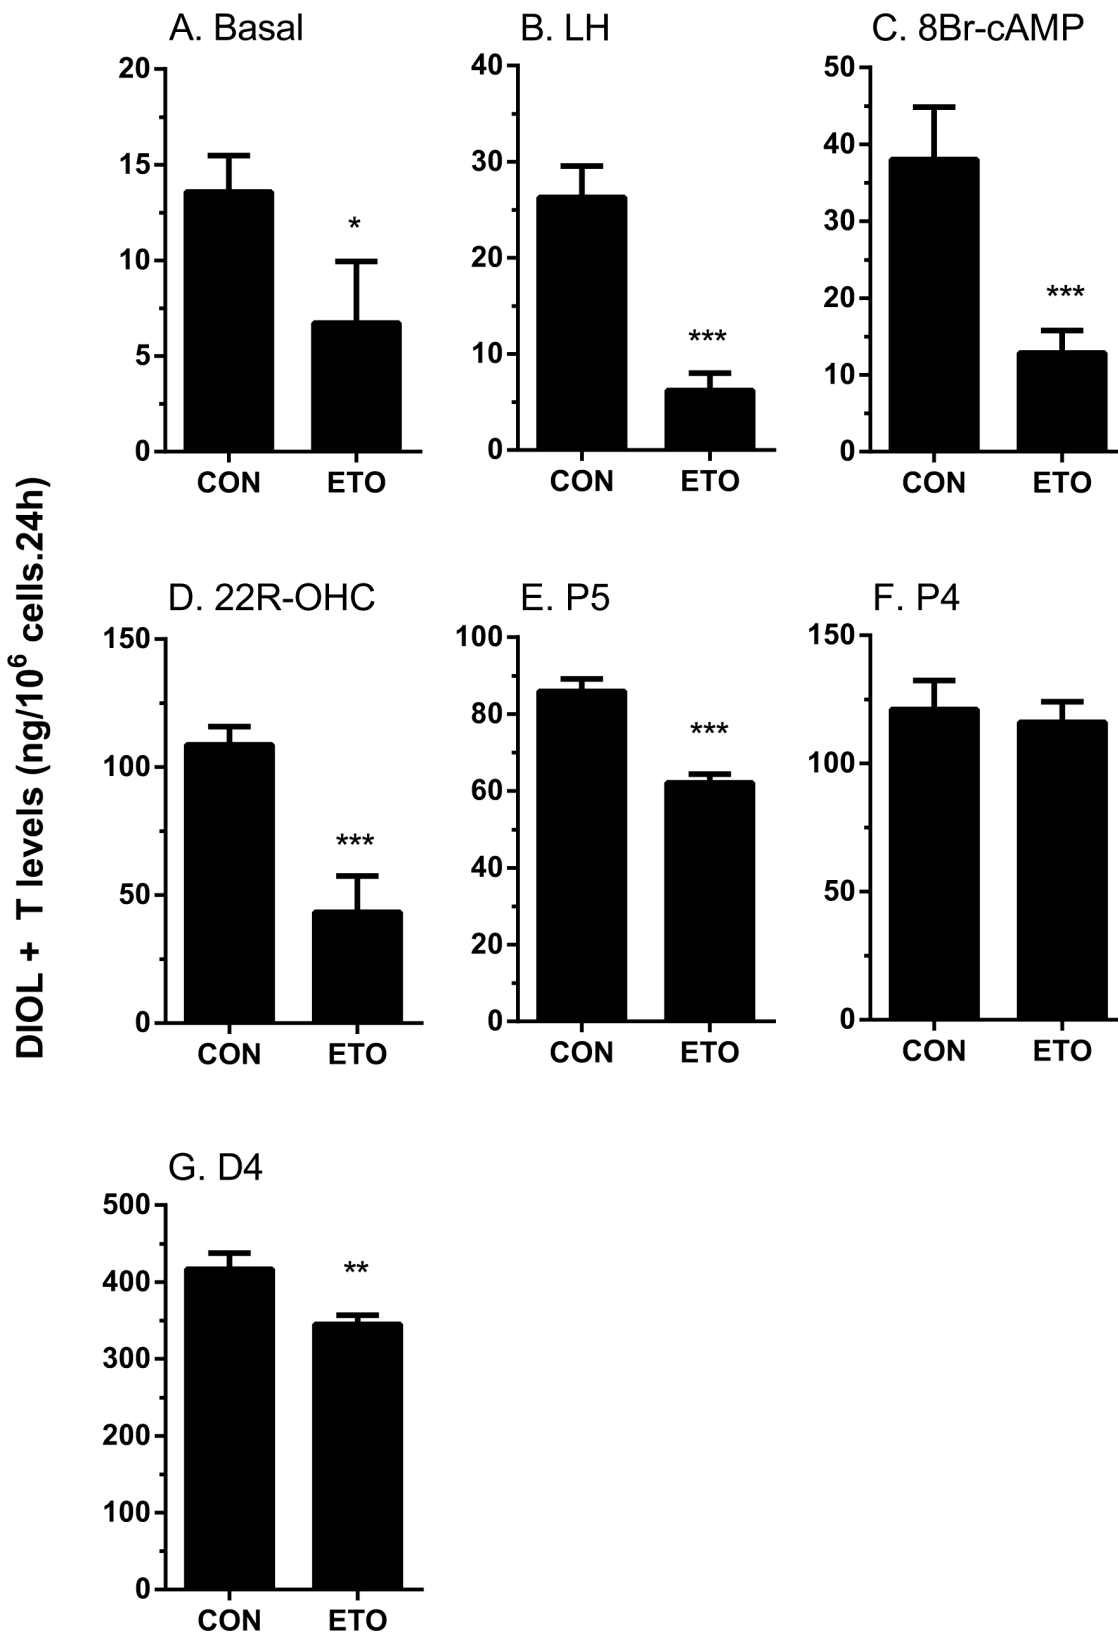 A. Basal
B. LH
C. 8Br-cAMP
20
15
10
5
0
*
CON
ETO
40
30
20
10
0
***
CON
ETO
50
40
30
20
10
0
***
CON
ETO
DIOL + T levels (ng/10⁶ cells.24h)
D. 22R-OHC
E. P5
F. P4
150
100
50
0
***
CON
ETO
100
80
60
40
20
0
***
CON
ETO
150
100
50
0
CON
ETO
G. D4
500
400
300
200
100
0
**
CON
ETO